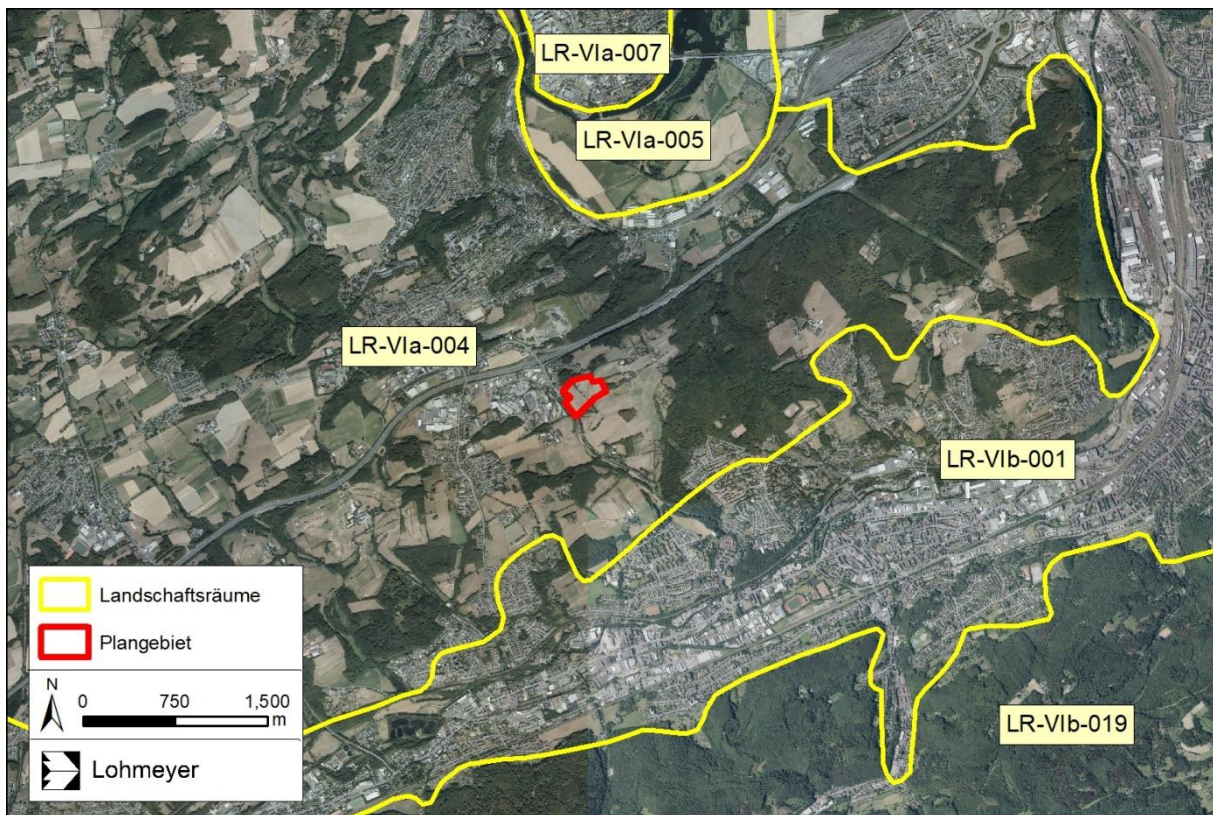 LR-VIa-007
LR-VIa-005
LR-VIa-004
LR-VIb-001
LR-VIb-019
Landschaftsräume
Plangebiet
N
0 750 1,500
m
Lohmeyer